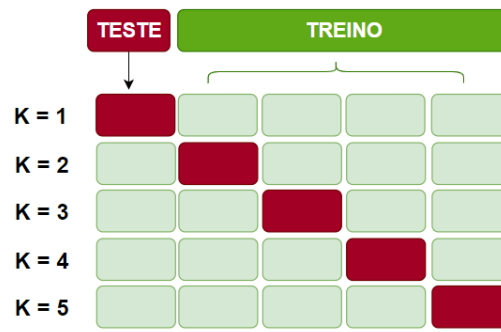 TESTE TREINO
K = 1
K = 2
K = 3
K = 4
K = 5